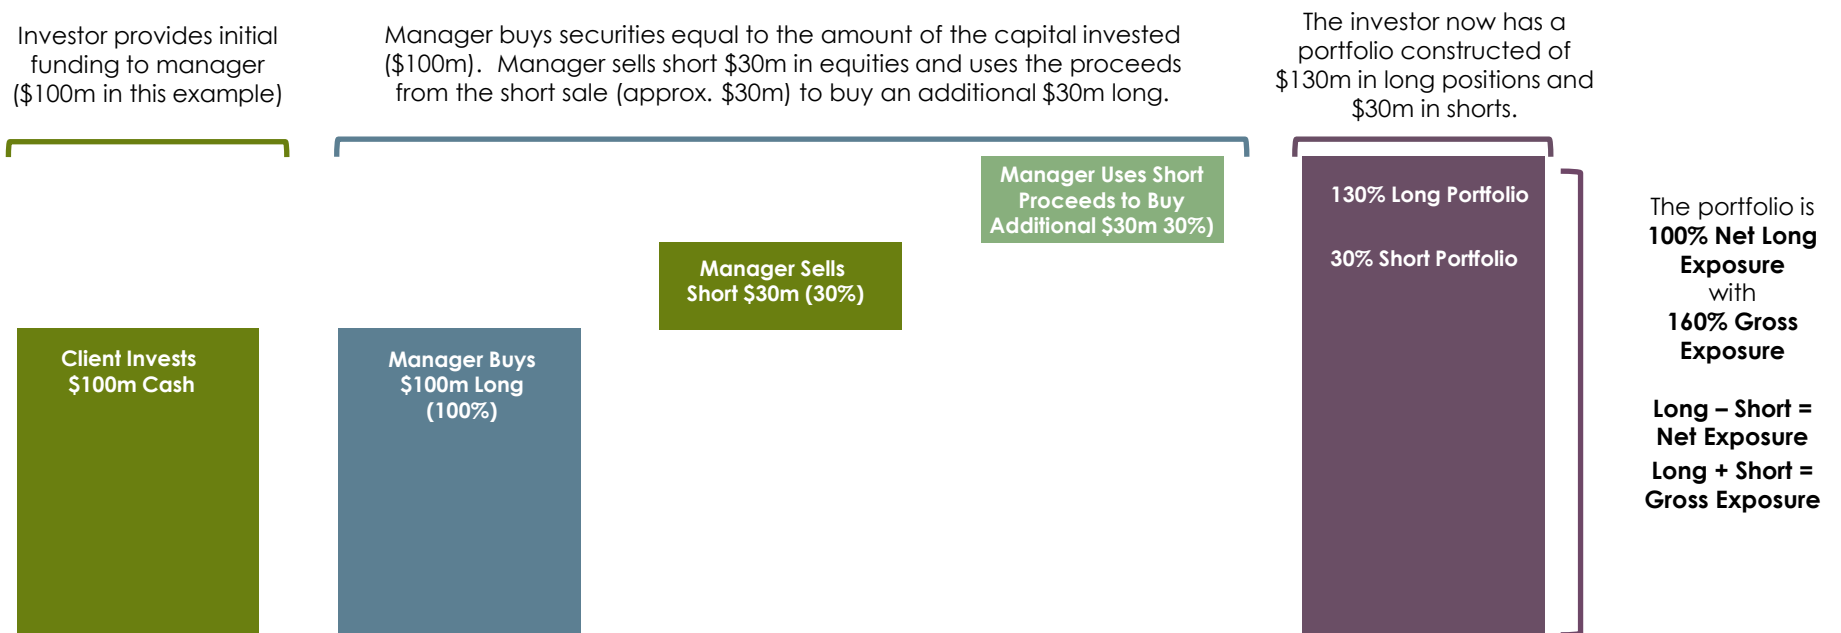 Investor provides initial
funding to manager
($100m in this example)
Manager buys securities equal to the amount of the capital invested
($100m).  Manager sells short $30m in equities and uses the proceeds
from the short sale (approx. $30m) to buy an additional $30m long.
The investor now has a
portfolio constructed of
$130m in long positions and
$30m in shorts.
Client Invests
$100m Cash
Manager Buys
$100m Long
(100%)
Manager Sells
Short $30m (30%)
Manager Uses Short
Proceeds to Buy
Additional $30m 30%)
130% Long Portfolio
30% Short Portfolio
The portfolio is
100% Net Long
Exposure
with
160% Gross
Exposure
Long – Short =
Net Exposure
Long + Short =
Gross Exposure